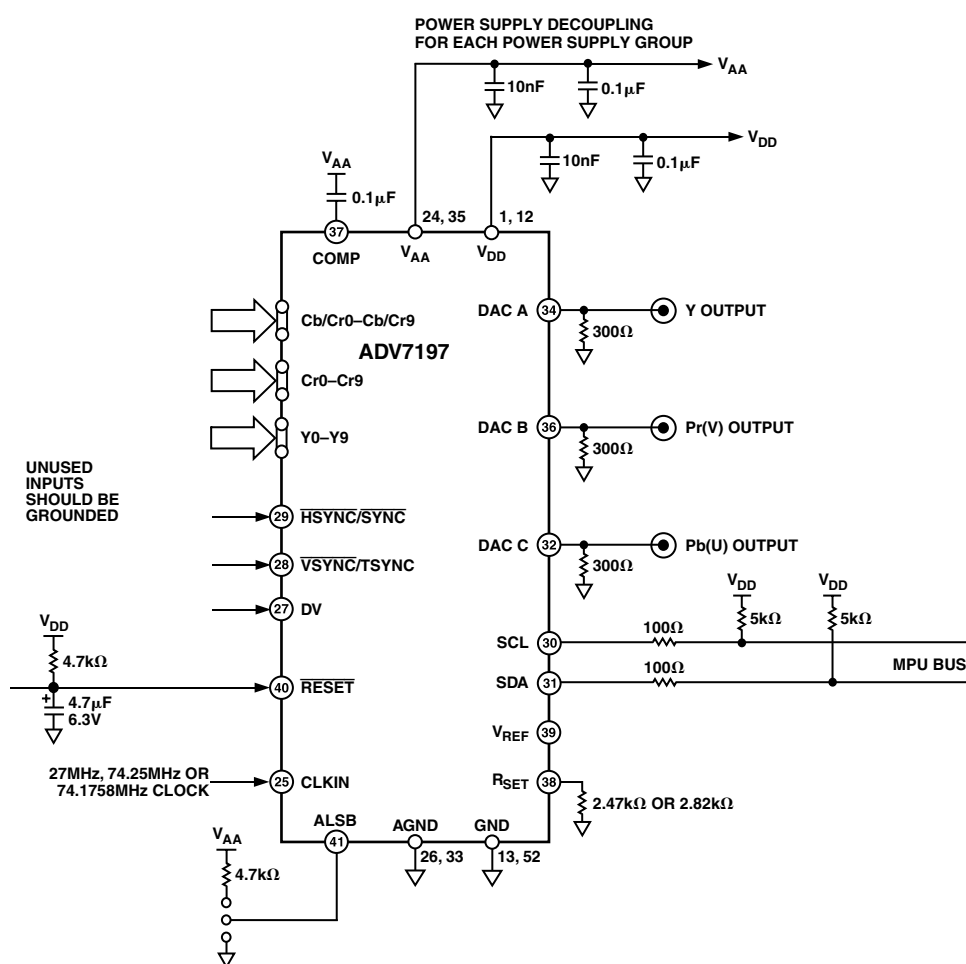 POWER SUPPLY DECOUPLING
FOR EACH POWER SUPPLY GROUP
VAA
10nF
0.1µF
VDD
10nF
0.1µF
VAA
0.1µF
24, 35
1, 12
37
COMP
VAA
VDD
Cb/Cr0–Cb/Cr9
ADV7197
Cr0–Cr9
Y0–Y9
DAC A
34
Y OUTPUT
300Ω
DAC B
36
Pr(V) OUTPUT
300Ω
DAC C
32
Pb(U) OUTPUT
300Ω
UNUSED
INPUTS
SHOULD BE
GROUNDED
29
HSYNC/SYNC
28
VSYNC/TSYNC
27
DV
VDD
4.7kΩ
40
RESET
4.7µF
6.3V
+
27MHz, 74.25MHz OR
74.1758MHz CLOCK
25
CLKIN
VDD
VDD
5kΩ
5kΩ
SCL
30
100Ω
MPU BUS
SDA
31
100Ω
VREF
39
RSET
38
2.47kΩ OR 2.82kΩ
ALSB
41
AGND
26, 33
GND
13, 52
VAA
4.7kΩ